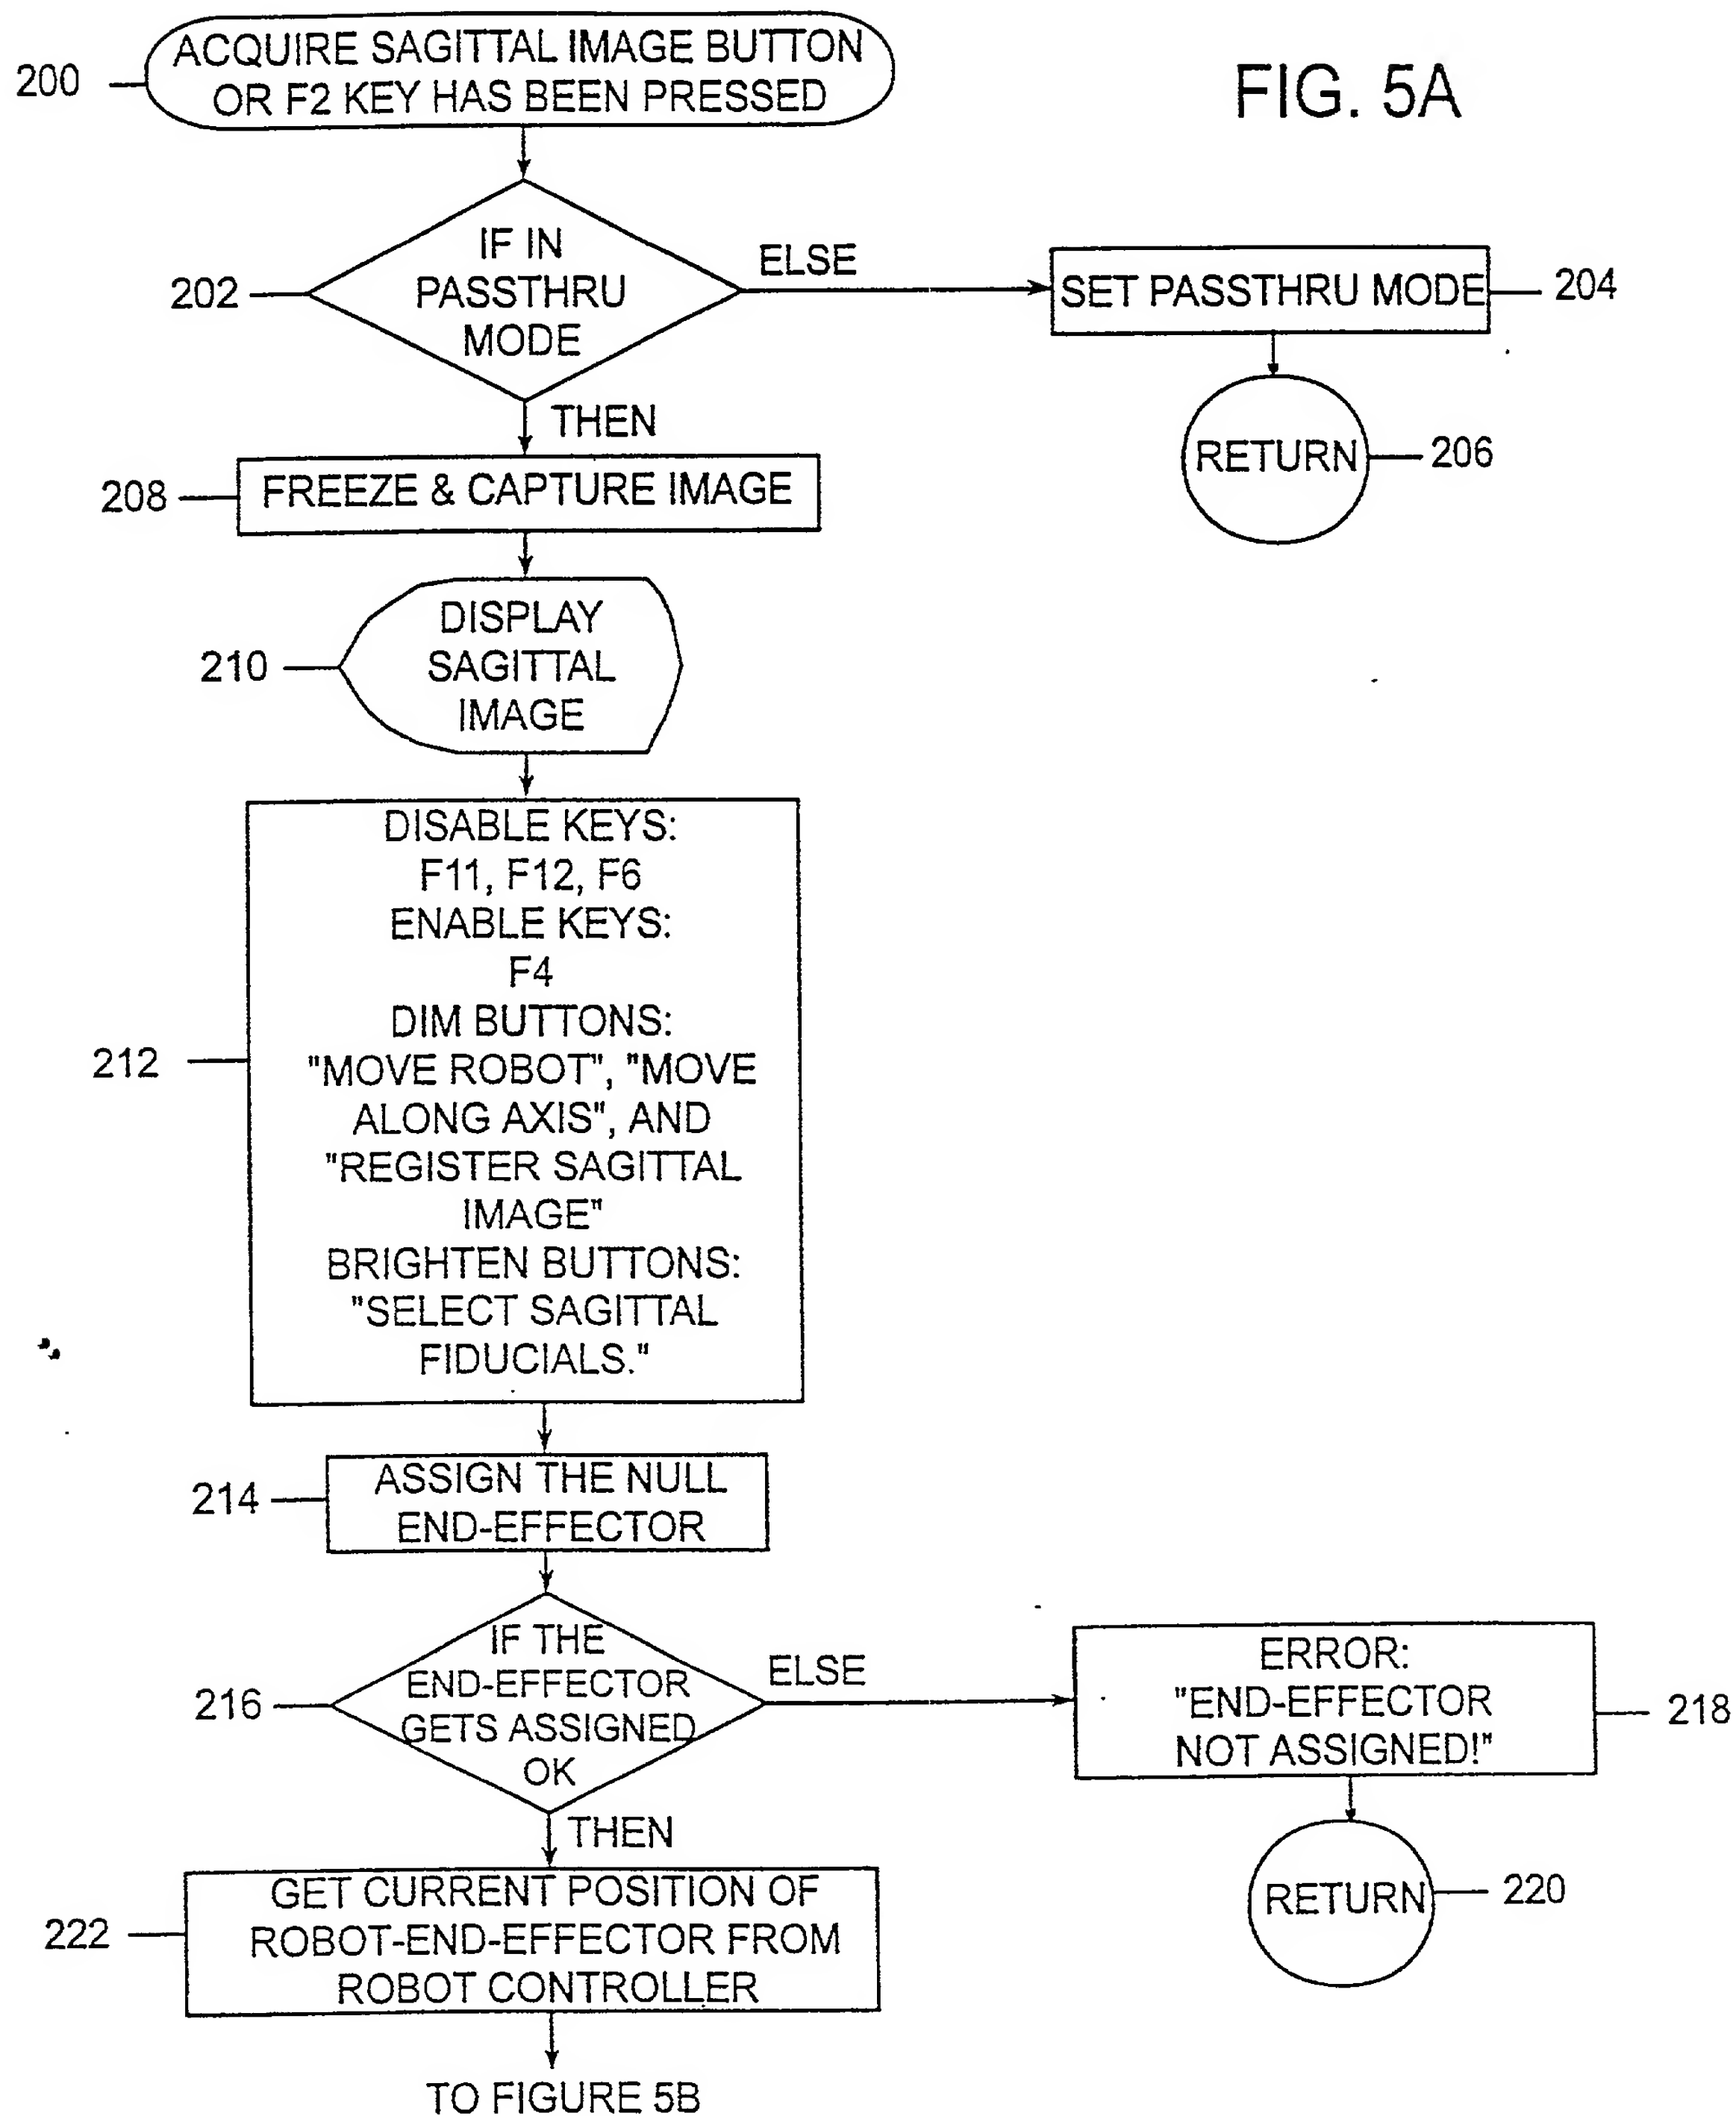 ACQUIRE SAGITTAL IMAGE BUTTON
OR F2 KEY HAS BEEN PRESSED
200
FIG. 5A
IF IN
PASSTHRU
MODE
202
ELSE
SET PASSTHRU MODE
204
RETURN
206
THEN
FREEZE & CAPTURE IMAGE
208
DISPLAY
SAGITTAL
IMAGE
210
DISABLE KEYS:
F11, F12, F6
ENABLE KEYS:
F4
DIM BUTTONS:
"MOVE ROBOT", "MOVE
ALONG AXIS", AND
"REGISTER SAGITTAL
IMAGE"
BRIGHTEN BUTTONS:
"SELECT SAGITTAL
FIDUCIALS."
212
ASSIGN THE NULL
END-EFFECTOR
214
IF THE
END-EFFECTOR
GETS ASSIGNED
OK
216
ELSE
ERROR:
"END-EFFECTOR
NOT ASSIGNED!"
218
RETURN
220
THEN
GET CURRENT POSITION OF
ROBOT-END-EFFECTOR FROM
ROBOT CONTROLLER
222
TO FIGURE 5B